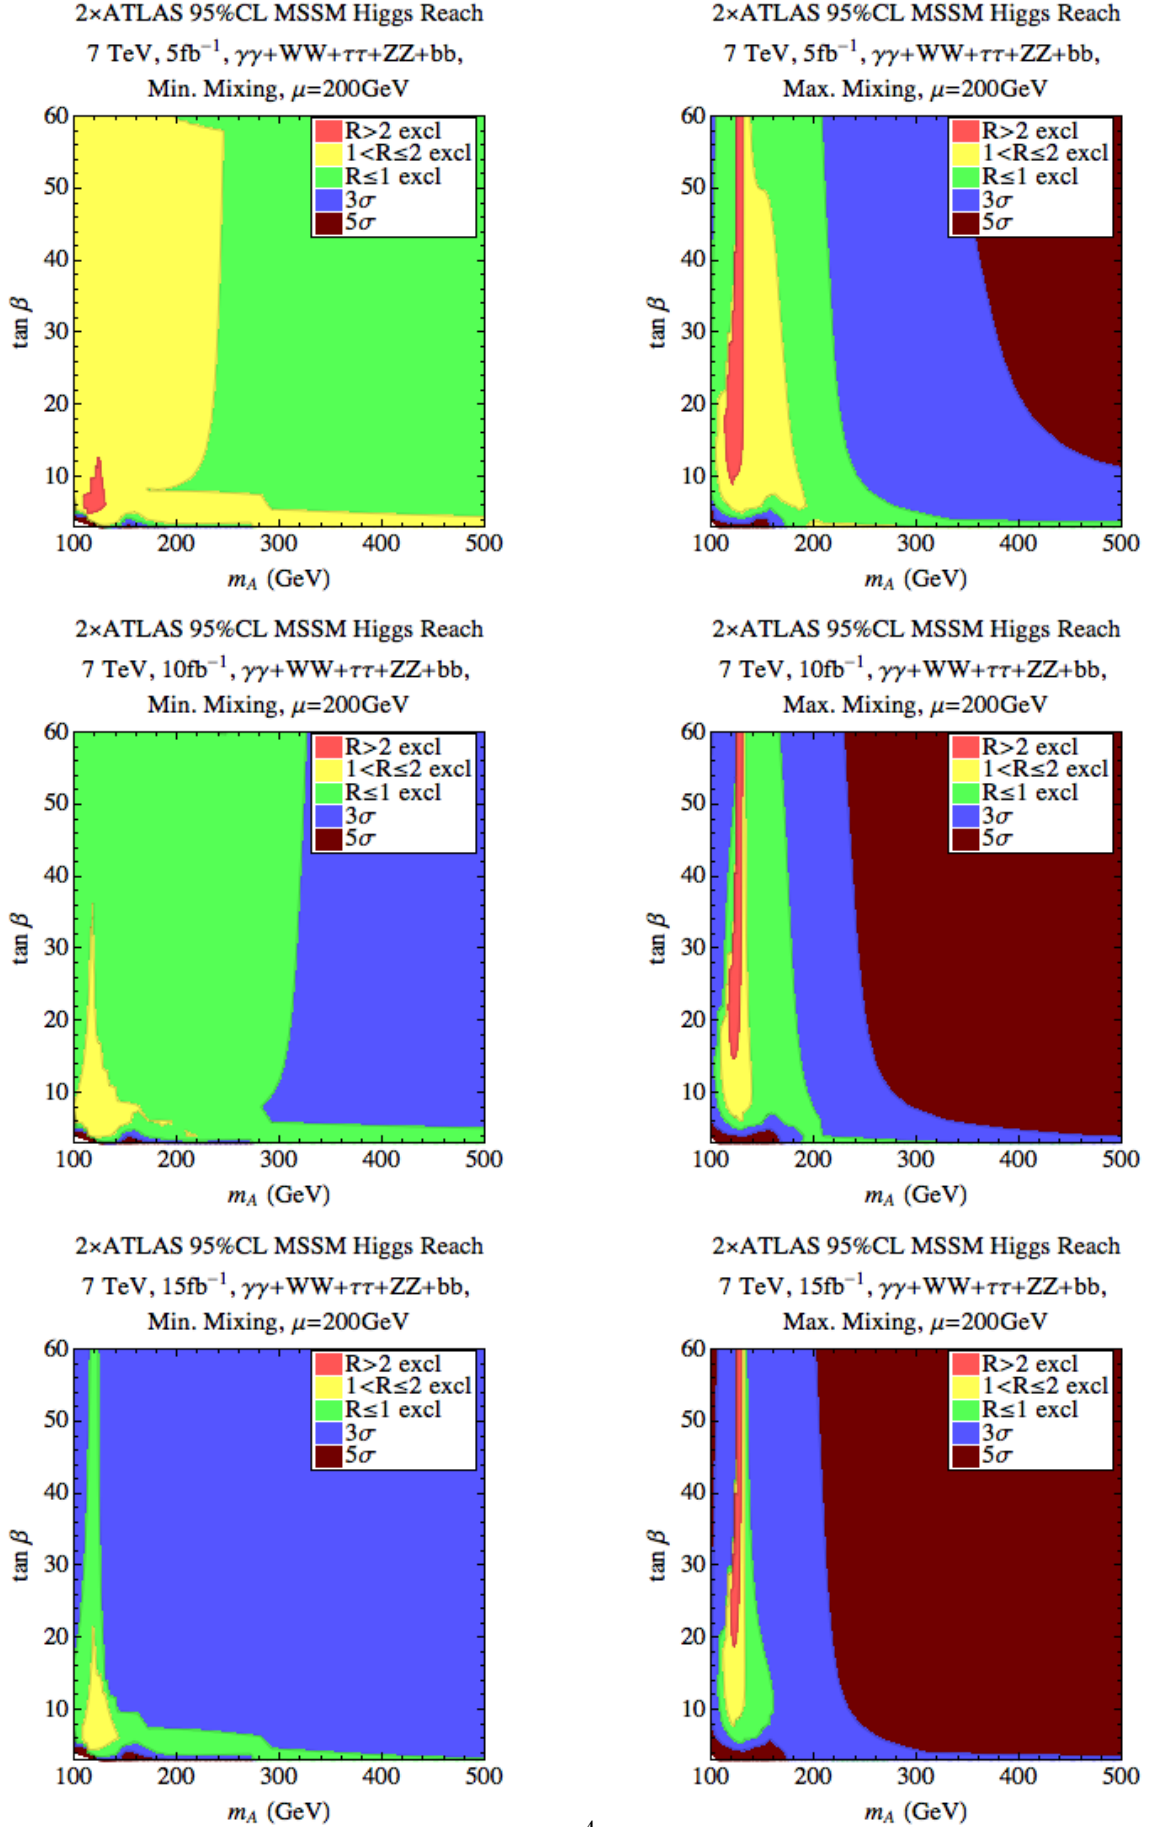 2×ATLAS 95%CL MSSM Higgs Reach
7 TeV, 5fb⁻¹, γγ+WW+ττ+ZZ+bb,
Min. Mixing, μ=200GeV
R>2 excl
1<R≤2 excl
R≤1 excl
3σ
5σ
60
50
40
30
20
10
tan β
100 200 300 400 500
m_A (GeV)
2×ATLAS 95%CL MSSM Higgs Reach
7 TeV, 5fb⁻¹, γγ+WW+ττ+ZZ+bb,
Max. Mixing, μ=200GeV
R>2 excl
1<R≤2 excl
R≤1 excl
3σ
5σ
60
50
40
30
20
10
tan β
100 200 300 400 500
m_A (GeV)
2×ATLAS 95%CL MSSM Higgs Reach
7 TeV, 10fb⁻¹, γγ+WW+ττ+ZZ+bb,
Min. Mixing, μ=200GeV
R>2 excl
1<R≤2 excl
R≤1 excl
3σ
5σ
60
50
40
30
20
10
tan β
100 200 300 400 500
m_A (GeV)
2×ATLAS 95%CL MSSM Higgs Reach
7 TeV, 10fb⁻¹, γγ+WW+ττ+ZZ+bb,
Max. Mixing, μ=200GeV
R>2 excl
1<R≤2 excl
R≤1 excl
3σ
5σ
60
50
40
30
20
10
tan β
100 200 300 400 500
m_A (GeV)
2×ATLAS 95%CL MSSM Higgs Reach
7 TeV, 15fb⁻¹, γγ+WW+ττ+ZZ+bb,
Min. Mixing, μ=200GeV
R>2 excl
1<R≤2 excl
R≤1 excl
3σ
5σ
60
50
40
30
20
10
tan β
100 200 300 400 500
m_A (GeV)
2×ATLAS 95%CL MSSM Higgs Reach
7 TeV, 15fb⁻¹, γγ+WW+ττ+ZZ+bb,
Max. Mixing, μ=200GeV
R>2 excl
1<R≤2 excl
R≤1 excl
3σ
5σ
60
50
40
30
20
10
tan β
100 200 300 400 500
m_A (GeV)